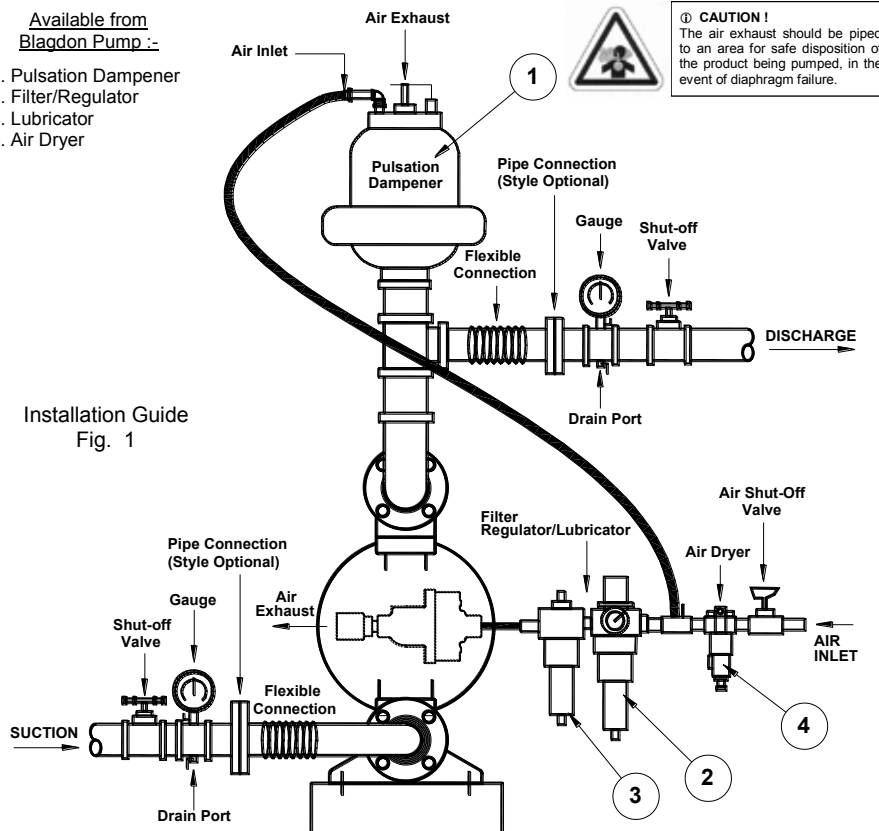 Available from
Blagdon Pump :-
. Pulsation Dampener
. Filter/Regulator
. Lubricator
. Air Dryer
Air Exhaust
Air Inlet
1
CAUTION !
The air exhaust should be piped
to an area for safe disposition of
the product being pumped, in the
event of diaphragm failure.
Pulsation
Dampener
Pipe Connection
(Style Optional)
Gauge
Shut-off
Valve
Flexible
Connection
DISCHARGE
Drain Port
Installation Guide
Fig. 1
Filter
Regulator/Lubricator
Air Shut-Off
Valve
Air Dryer
AIR
INLET
Pipe Connection
(Style Optional)
Air
Exhaust
Gauge
Shut-off
Valve
Flexible
Connection
SUCTION
Drain Port
3
2
4